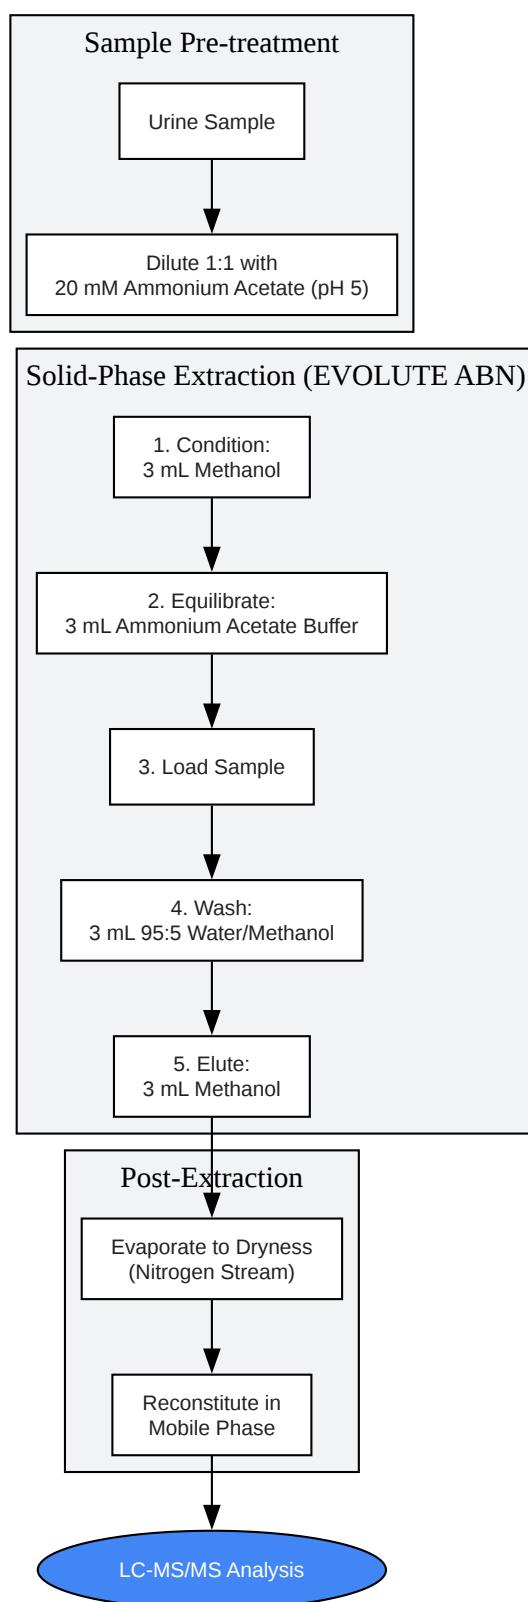 Sample Pre-treatment
Urine Sample
Dilute 1:1 with
20 mM Ammonium Acetate (pH 5)
Solid-Phase Extraction (EVOLUTE ABN)
1. Condition:
3 mL Methanol
2. Equilibrate:
3 mL Ammonium Acetate Buffer
3. Load Sample
4. Wash:
3 mL 95:5 Water/Methanol
5. Elute:
3 mL Methanol
Post-Extraction
Evaporate to Dryness
(Nitrogen Stream)
Reconstitute in
Mobile Phase
LC-MS/MS Analysis